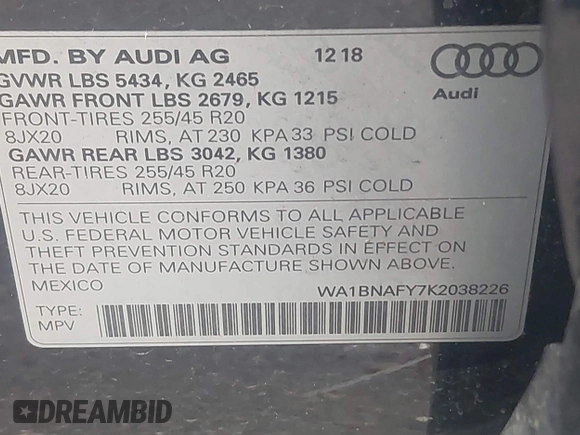 MFD. BY AUDI AG 12 18
GVWR LBS 5434, KG 2465
GAWR FRONT LBS 2679, KG 1215
FRONT-TIRES 255/45 R20
8JX20 RIMS, AT 230 KPA 33 PSI COLD
GAWR REAR LBS 3042, KG 1380
REAR-TIRES 255/45 R20
8JX20 RIMS, AT 250 KPA 36 PSI COLD
Audi
THIS VEHICLE CONFORMS TO ALL APPLICABLE
U.S. FEDERAL MOTOR VEHICLE SAFETY AND
THEFT PREVENTION STANDARDS IN EFFECT ON
THE DATE OF MANUFACTURE SHOWN ABOVE.
MEXICO WA1BNAFY7K2038226
TYPE:
MPV
DREAMBID